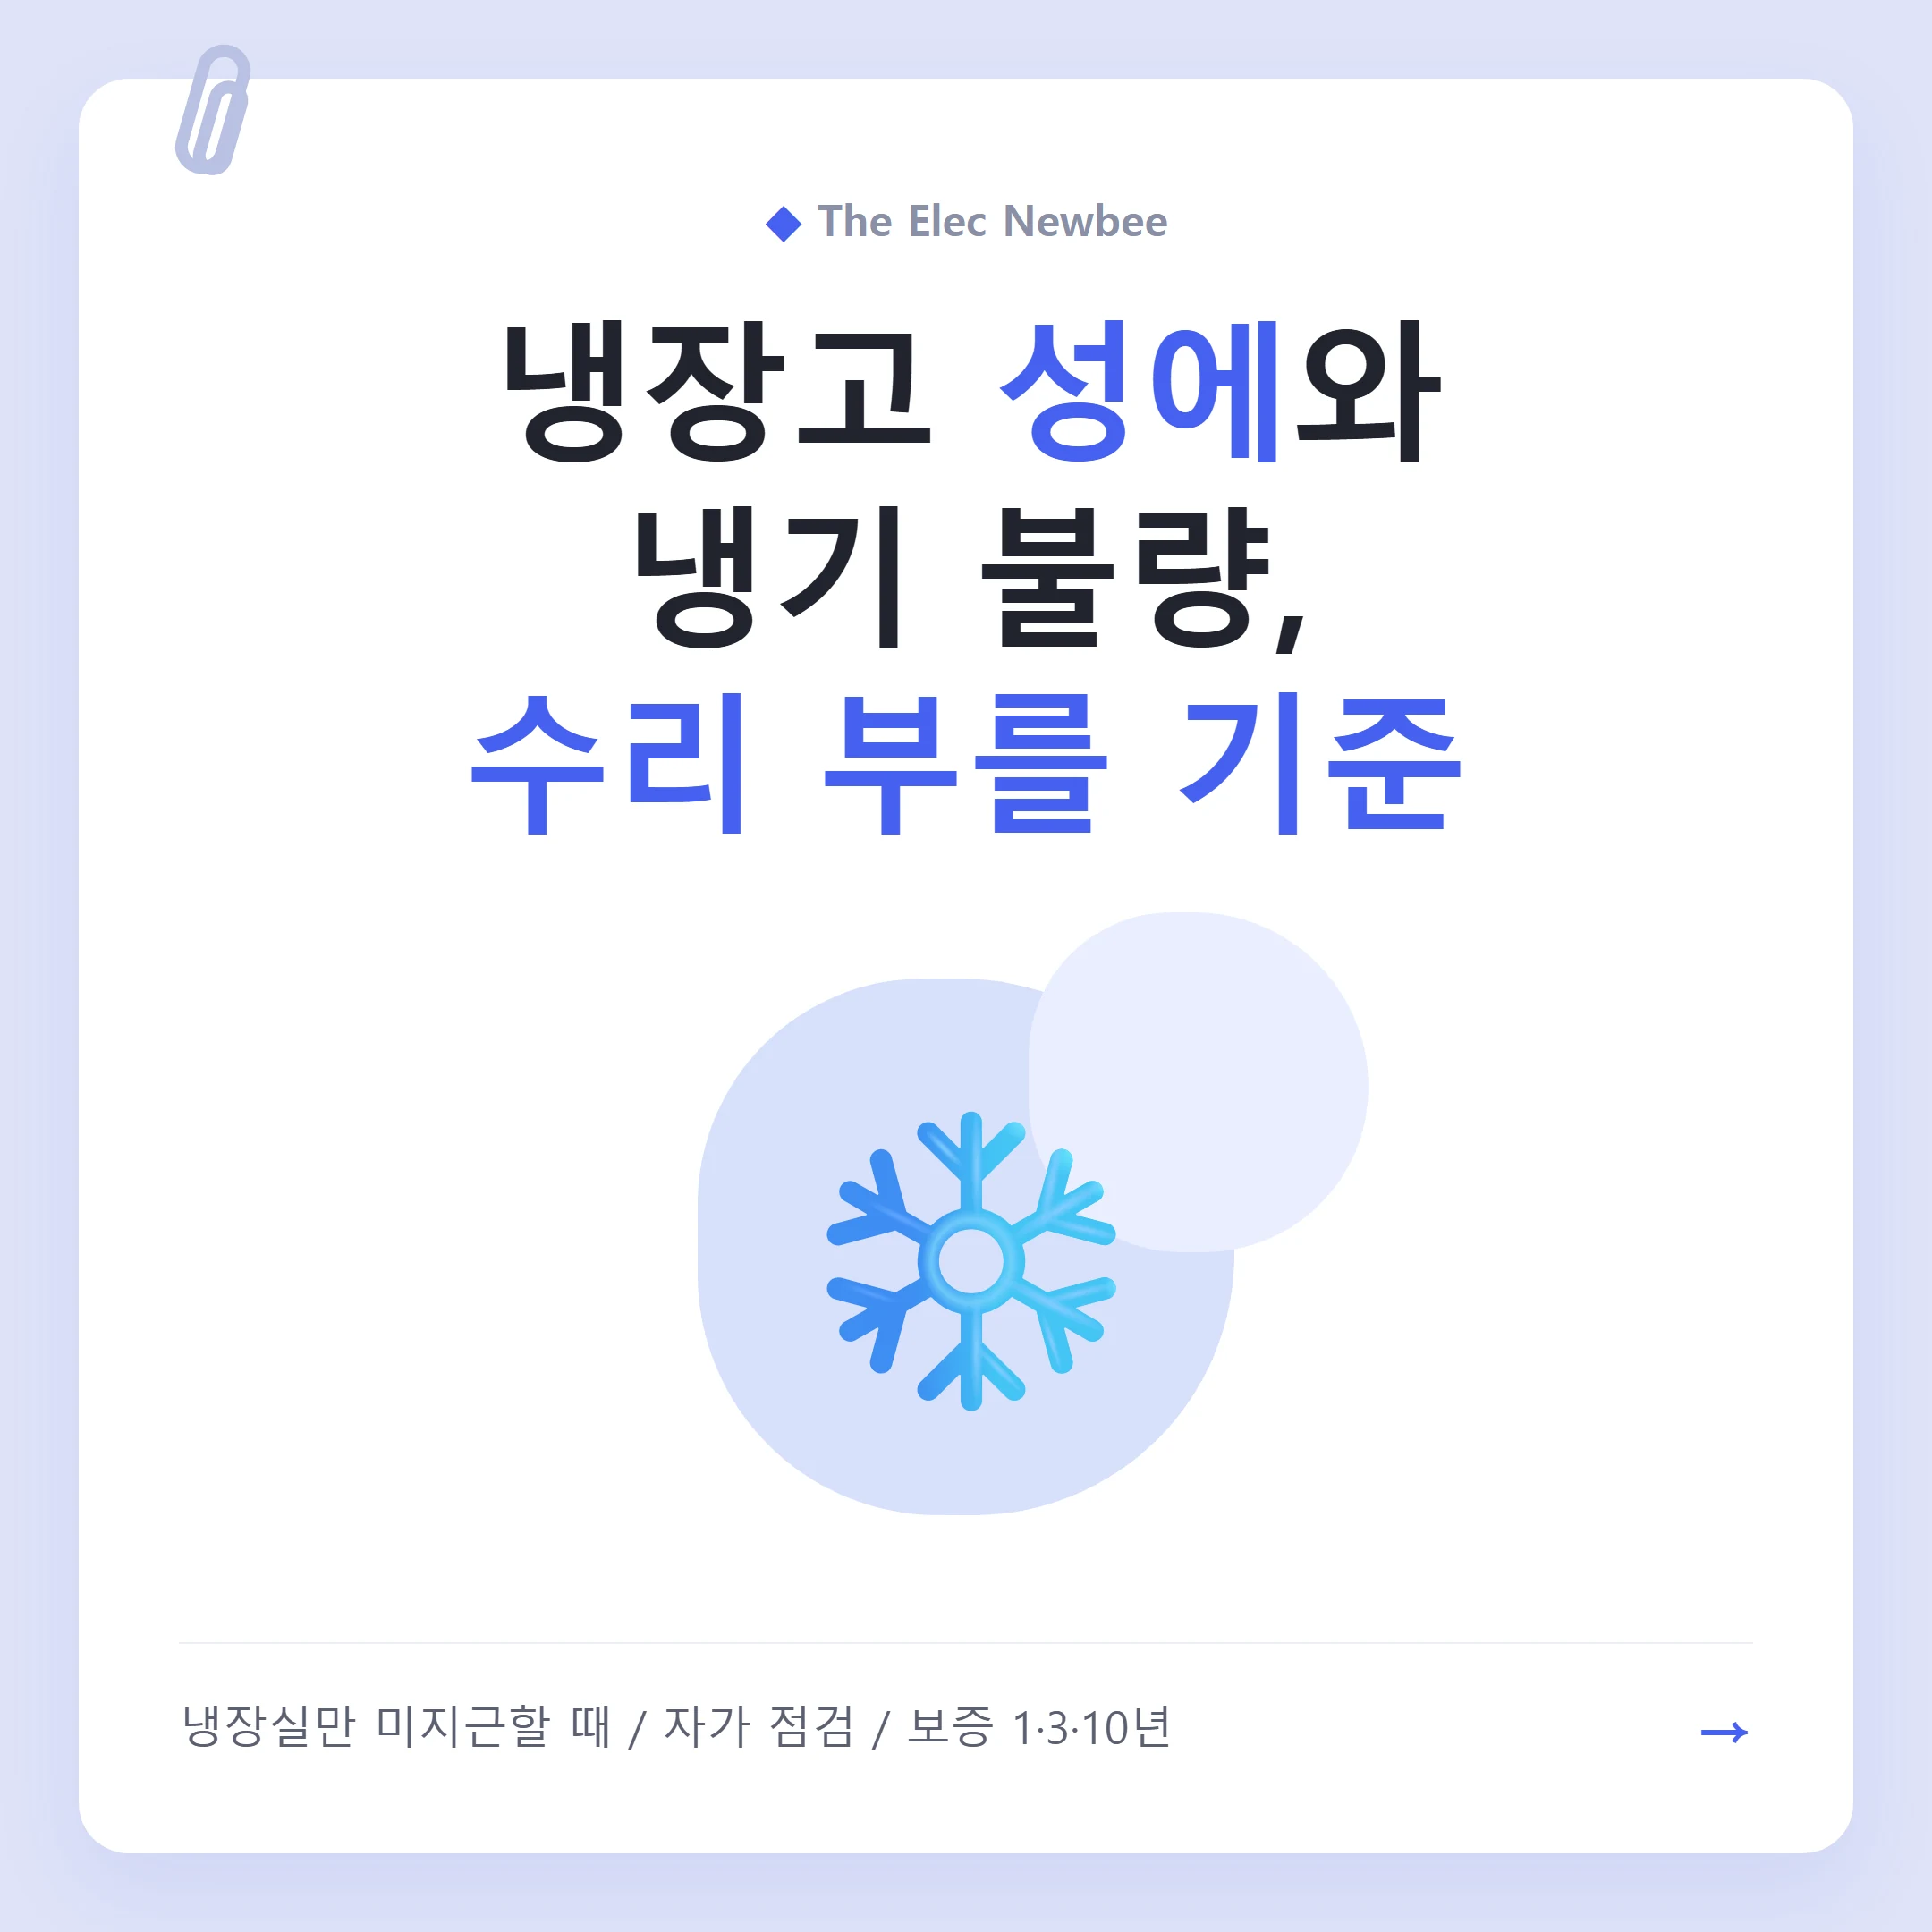 ◆ The Elec Newbee
냉장고 성에와
냉기 불량,
수리 부를 기준
냉장실만 미지근할 때 / 자가 점검 / 보증 1·3·10년 →